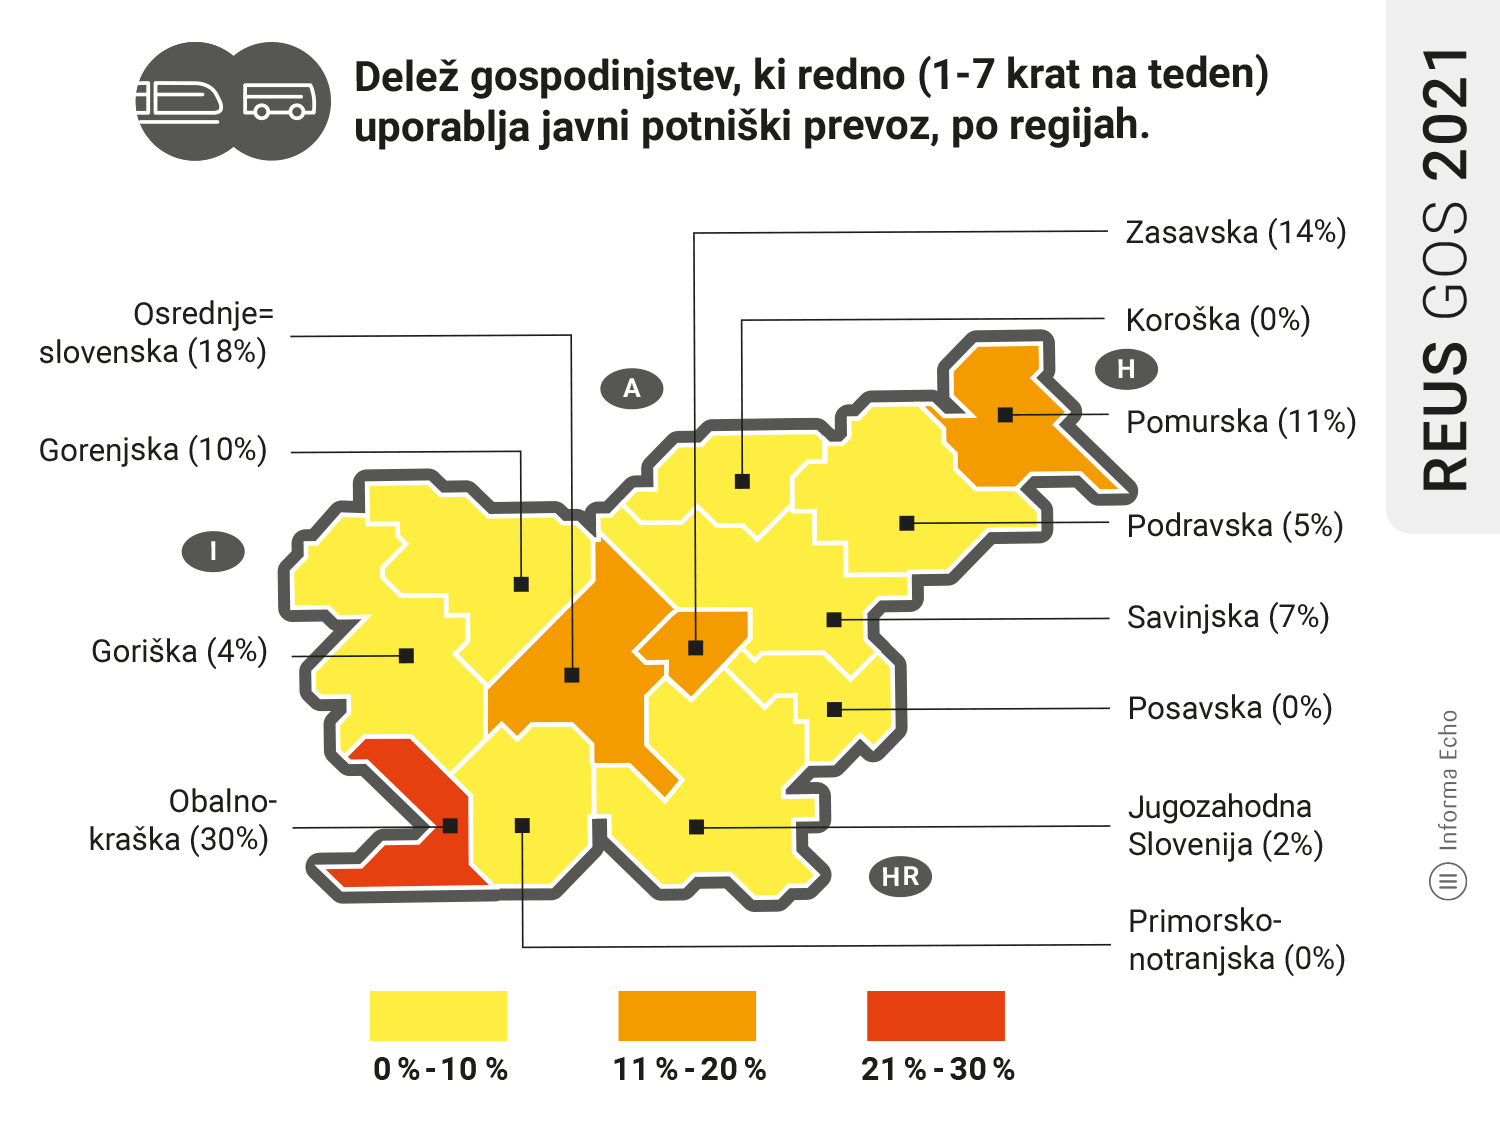 Delež gospodinjstev, ki redno (1-7 krat na teden)
uporablja javni potniški prevoz, po regijah.
REUS GOS 2021
Zasavska (14%)
Osrednje=
slovenska (18%)
Koroška (0%)
H
A
Pomurska (11%)
Gorenjska (10%)
Podravska (5%)
I
Savinjska (7%)
Goriška (4%)
Posavska (0%)
Obalno-
kraška (30%)
Jugozahodna
Slovenija (2%)
HR
Primorsko-
notranjska (0%)
Informa Echo
0 % - 10 %
11 % - 20 %
21 % - 30 %